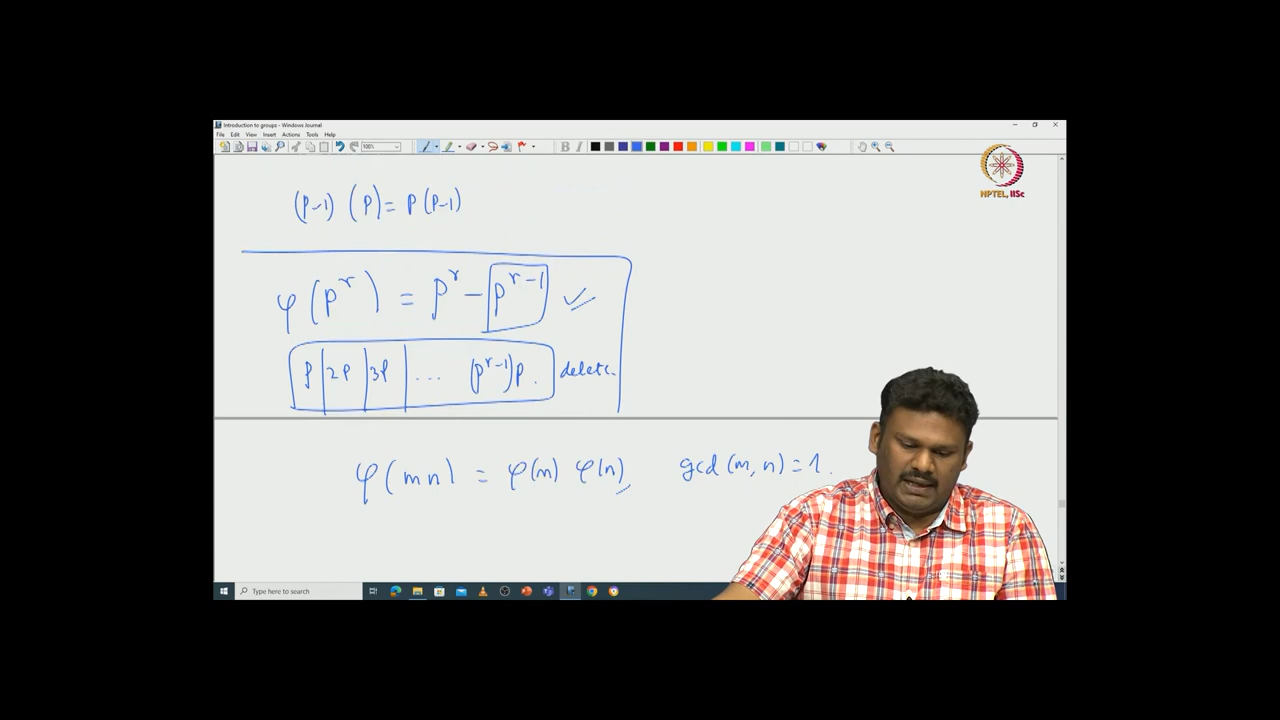 Introduction to groups - Windows Journal
File Edit View Insert Actions Tools Help
100%
B I
NPTEL, IISc
(p-1) (p) = p(p-1)
φ(p^r) = p^r - p^{r-1} ✓
p | 2p | 3p | ... (p^{r-1})p. delete.
φ(mn) = φ(m) φ(n) gcd(m, n) = 1.
Type here to search